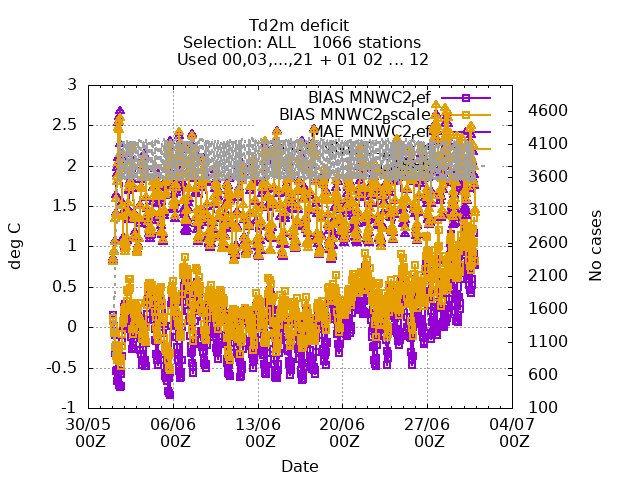 Td2m deficit
Selection: ALL 1066 stations
Used 00,03,...,21 + 01 02 ... 12
3
2.5
2
1.5
1
0.5
0
-0.5
-1
deg C
BIAS MNWC2ref
BIAS MNWC2Bscale
MAE MNWC2ref
4600
4100
3600
3100
2600
2100
1600
1100
600
100
No cases
30/05 06/06 13/06 20/06 27/06 04/07
00Z 00Z 00Z 00Z 00Z 00Z
Date